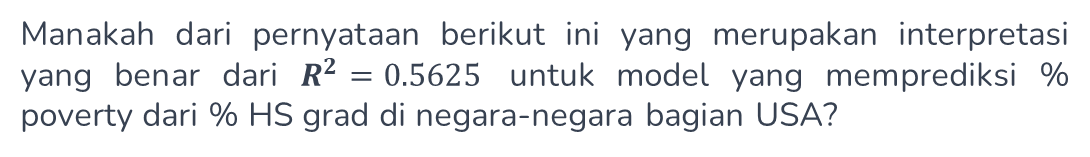 Manakah dari pernyataan berikut ini yang merupakan interpretasi
yang benar dari R² = 0.5625 untuk model yang memprediksi %
poverty dari % HS grad di negara-negara bagian USA?